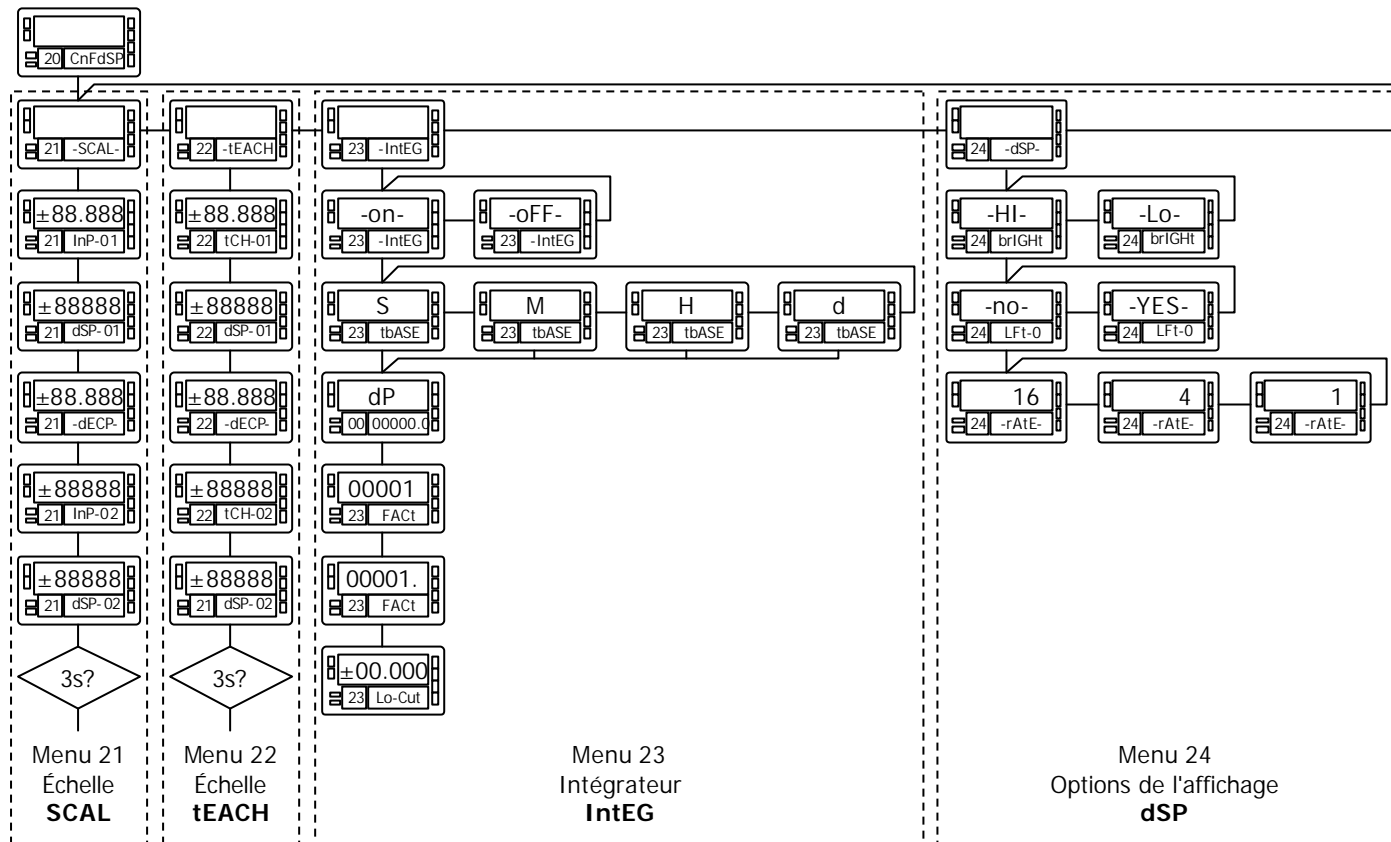 20 CnFdSP
21 -SCAL-
22 -tEACH
23 -IntEG
24 -dSP-
±88.888
21 InP-01
±88.888
22 tCH-01
-on-
23 -IntEG
-oFF-
23 -IntEG
-HI-
24 brIGHt
-Lo-
24 brIGHt
±88888
21 dSP-01
±88888
22 dSP-01
S
23 tbASE
M
23 tbASE
H
23 tbASE
d
23 tbASE
-no-
24 LFt-0
-YES-
24 LFt-0
±88.888
21 -dECP-
±88.888
22 -dECP-
dP
00 00000.0
16
24 -rAtE-
4
24 -rAtE-
1
24 -rAtE-
±88888
21 InP-02
±88888
22 tCH-02
00001
23 FACt
±88888
21 dSP-02
±88888
21 dSP-02
00001.
23 FACt
3s?
3s?
±00.000
23 Lo-Cut
Menu 21
Échelle
SCAL
Menu 22
Échelle
tEACH
Menu 23
Intégrateur
IntEG
Menu 24
Options de l'affichage
dSP